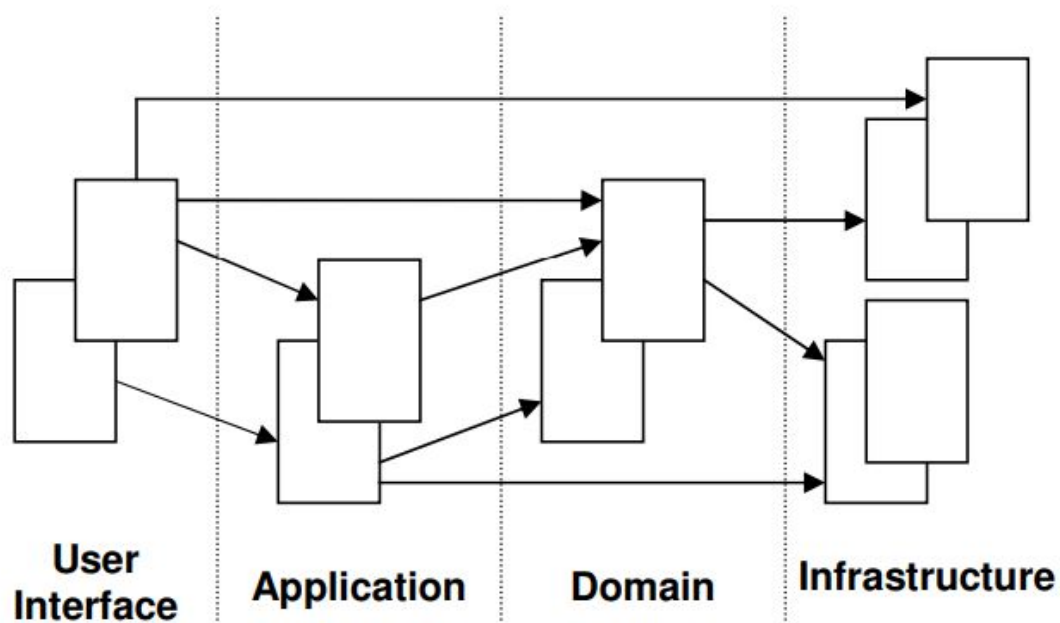 User
Interface
Application
Domain
Infrastructure